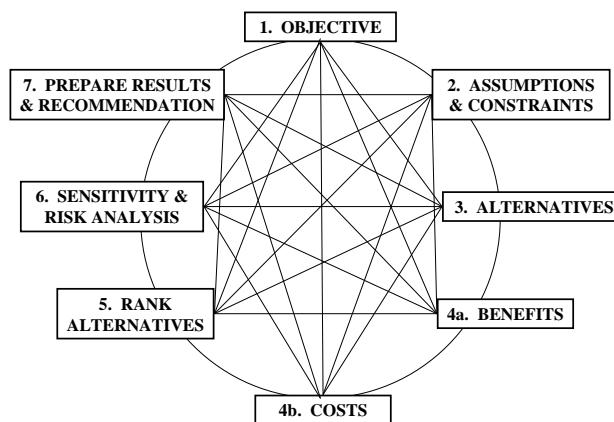 1. OBJECTIVE
7. PREPARE RESULTS
& RECOMMENDATION
2. ASSUMPTIONS
& CONSTRAINTS
6. SENSITIVITY &
RISK ANALYSIS
3. ALTERNATIVES
5. RANK
ALTERNATIVES
4a. BENEFITS
4b. COSTS